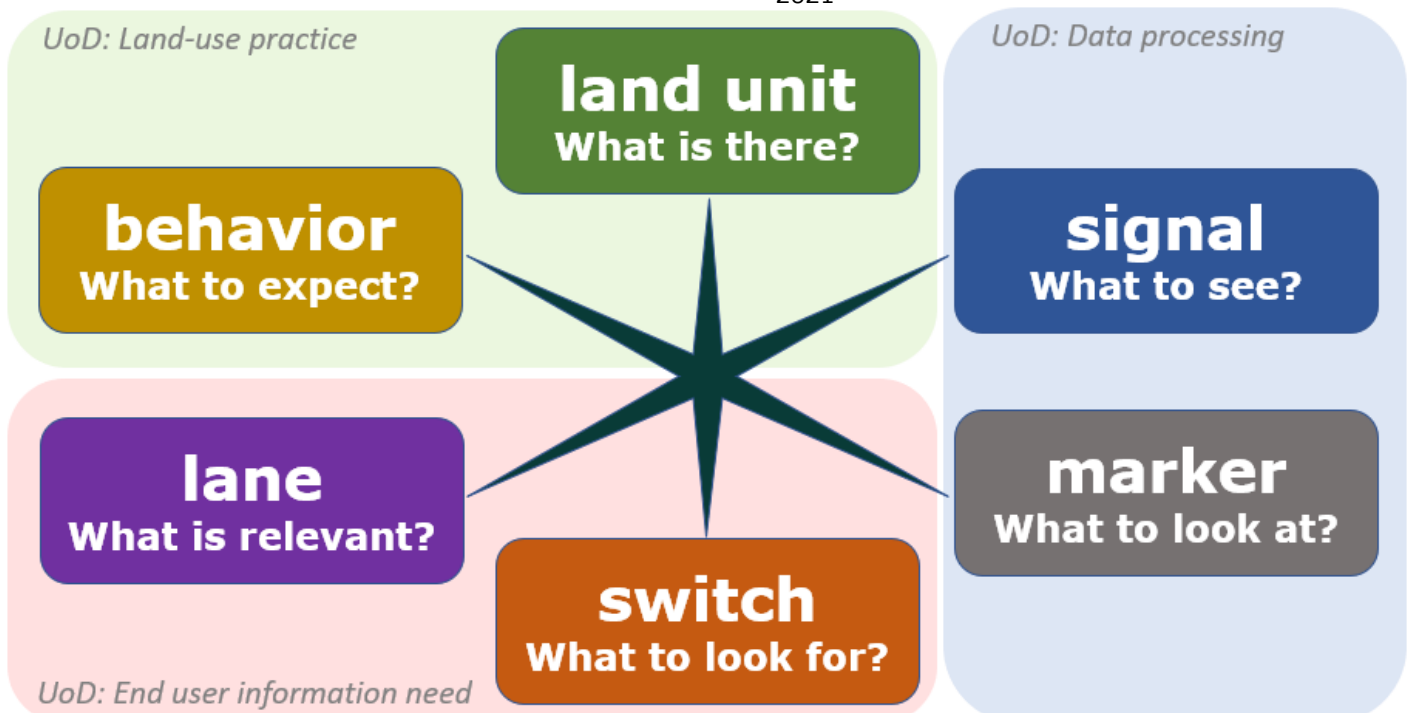 2021
UoD: Land-use practice
land unit
What is there?
UoD: Data processing
behavior
What to expect?
signal
What to see?
lane
What is relevant?
marker
What to look at?
switch
What to look for?
UoD: End user information need